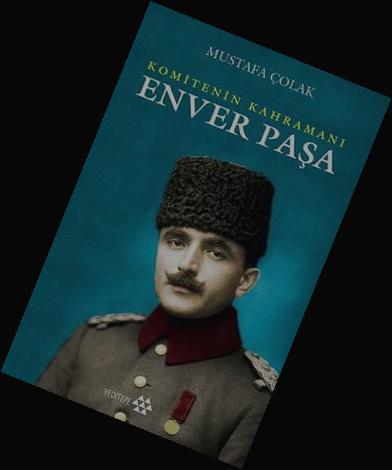 MUSTAFA ÇOLAK
KOMİTENİN KAHRAMANI
ENVER PAŞA
YEDİTEPE